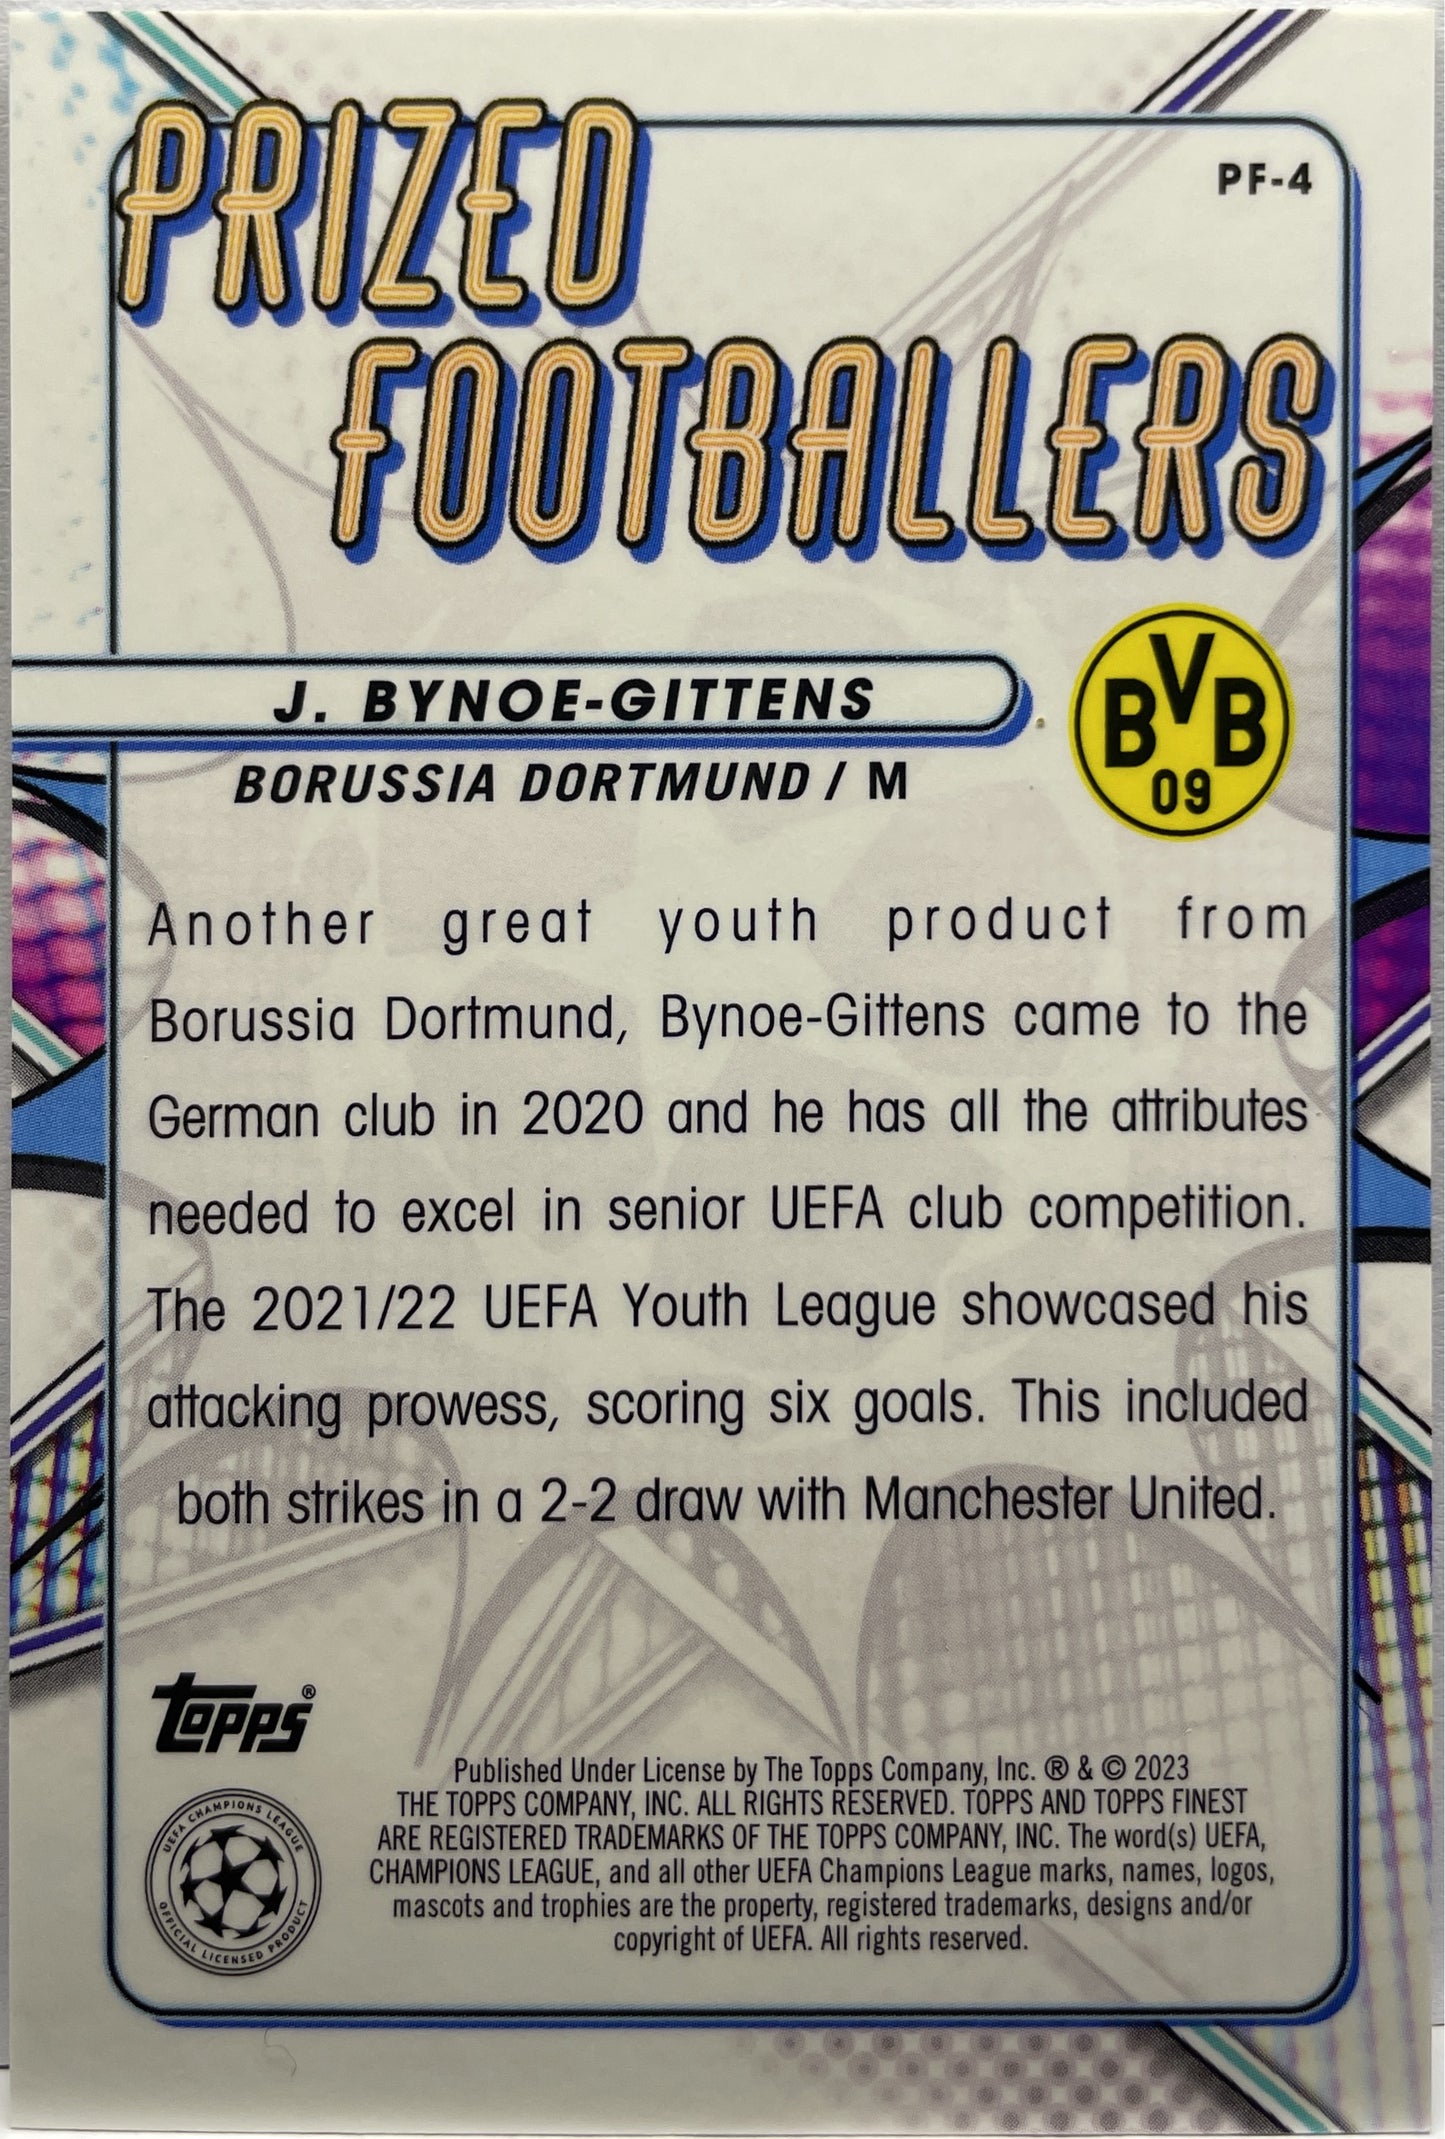 PRIZED
PF-4
FOOTBALLERS
J. BYNOE-GITTENS
BORUSSIA DORTMUND / M
BVB
09
Another great youth product from
Borussia Dortmund, Bynoe-Gittens came to the
German club in 2020 and he has all the attributes
needed to excel in senior UEFA club competition.
The 2021/22 UEFA Youth League showcased his
attacking prowess, scoring six goals. This included
both strikes in a 2-2 draw with Manchester United.
Topps®
UEFA CHAMPIONS LEAGUE
OFFICIAL LICENSED PRODUCT
Published Under License by The Topps Company, Inc. ® & © 2023
THE TOPPS COMPANY, INC. ALL RIGHTS RESERVED. TOPPS AND TOPPS FINEST
ARE REGISTERED TRADEMARKS OF THE TOPPS COMPANY, INC. The word(s) UEFA,
CHAMPIONS LEAGUE, and all other UEFA Champions League marks, names, logos,
mascots and trophies are the property, registered trademarks, designs and/or
copyright of UEFA. All rights reserved.